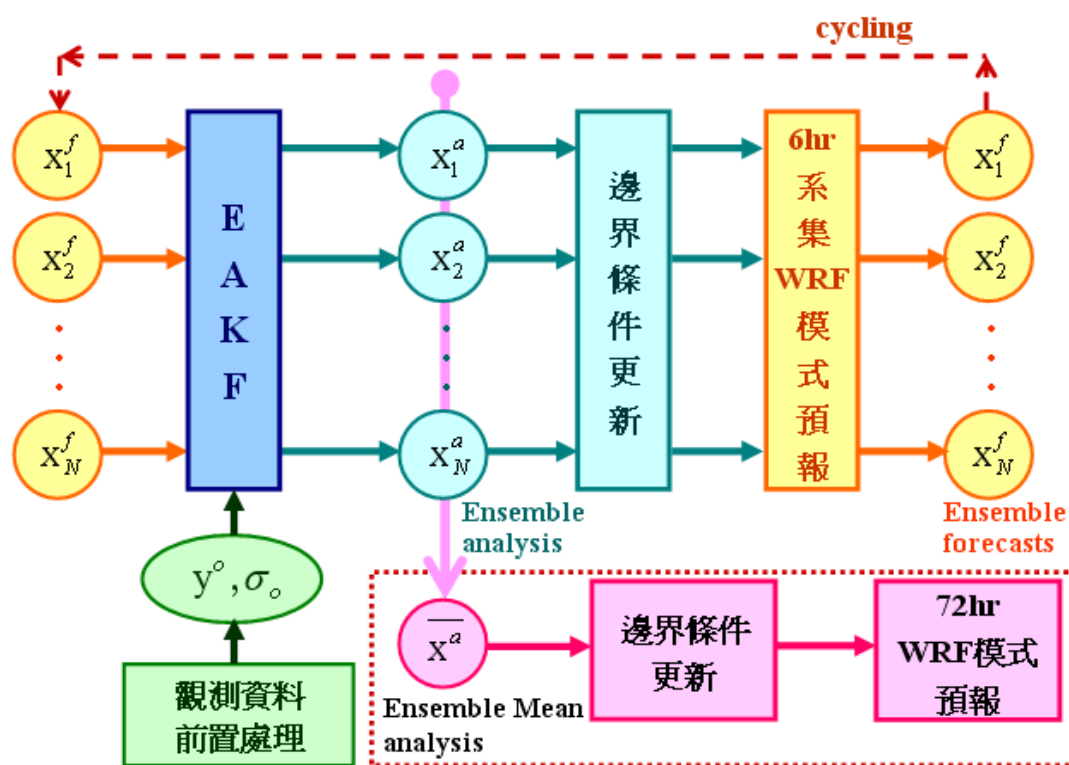 cycling
x₁ᶠ
x₂ᶠ
x_Nᶠ
E
A
K
F
x₁ᵃ
x₂ᵃ
x_Nᵃ
Ensemble
analysis
邊
界
條
件
更
新
6hr
系
集
WRF
模
式
預
報
x₁ᶠ
x₂ᶠ
x_Nᶠ
Ensemble
forecasts
yᵒ,σₒ
觀測資料
前置處理
x̅ᵃ
Ensemble Mean
analysis
邊界條件
更新
72hr
WRF模式
預報